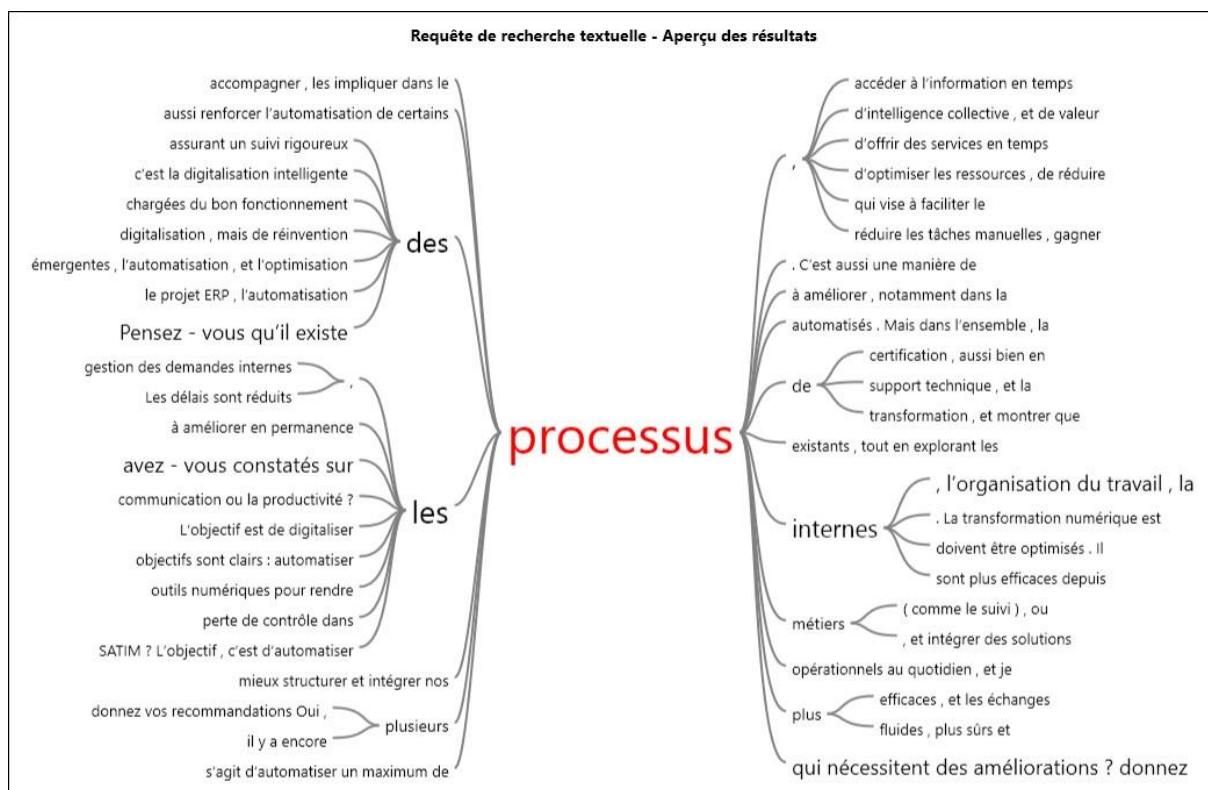 Requête de recherche textuelle - Aperçu des résultats
accompagner , les impliquer dans le
aussi renforcer l'automatisation de certains
assurant un suivi rigoureux
c'est la digitalisation intelligente
chargées du bon fonctionnement
digitalisation , mais de réinvention
émergentes , l'automatisation , et l'optimisation
le projet ERP , l'automatisation
Pensez - vous qu'il existe
des
gestion des demandes internes
Les délais sont réduits
,
à améliorer en permanence
avez - vous constatés sur
communication ou la productivité ?
L'objectif est de digitaliser
objectifs sont clairs : automatiser
outils numériques pour rendre
perte de contrôle dans
SATIM ? L'objectif , c'est d'automatiser
les
mieux structurer et intégrer nos
donnez vos recommandations Oui ,
il y a encore
plusieurs
s'agit d'automatiser un maximum de
processus
,
accéder à l'information en temps
d'intelligence collective , et de valeur
d'offrir des services en temps
d'optimiser les ressources , de réduire
qui vise à faciliter le
réduire les tâches manuelles , gagner
. C'est aussi une manière de
à améliorer , notamment dans la
automatisés . Mais dans l'ensemble , la
de
certification , aussi bien en
support technique , et la
transformation , et montrer que
existants , tout en explorant les
internes
, l'organisation du travail , la
. La transformation numérique est
doivent être optimisés . Il
sont plus efficaces depuis
métiers
( comme le suivi ) , ou
, et intégrer des solutions
opérationnels au quotidien , et je
plus
efficaces , et les échanges
fluides , plus sûrs et
qui nécessitent des améliorations ? donnez